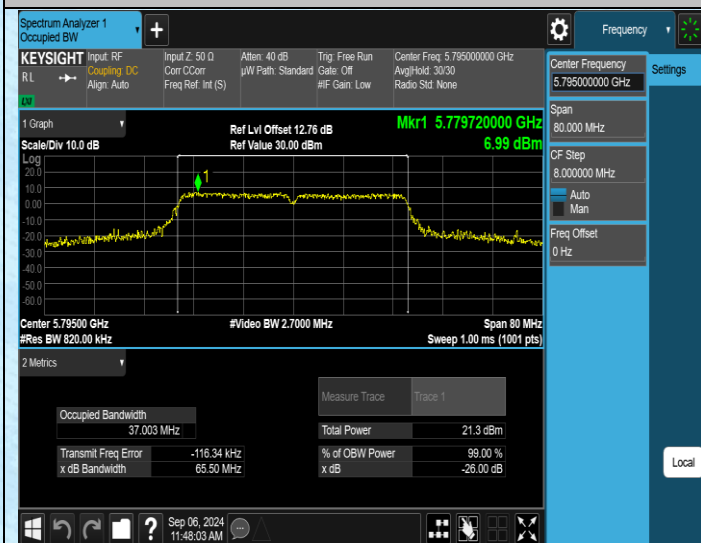 Spectrum Analyzer 1
Occupied BW
Frequency
KEYSIGHT
R L
Input: RF
Coupling: DC
Align: Auto
Input Z: 50 Ω
Corr CCorr
Freq Ref: Int (S)
Atten: 40 dB
µW Path: Standard
Trig: Free Run
Gate: Off
#IF Gain: Low
Center Freq: 5.795000000 GHz
Avg|Hold: 30/30
Radio Std: None
Center Frequency
5.795000000 GHz
Settings
Span
80.000 MHz
CF Step
8.000000 MHz
Auto
Man
Freq Offset
0 Hz
1 Graph
Ref Lvl Offset 12.76 dB
Mkr1 5.779720000 GHz
Scale/Div 10.0 dB
Ref Value 30.00 dBm
6.99 dBm
Log
20.0
10.0
0.00
-10.0
-20.0
-30.0
-40.0
-50.0
-60.0
1
Center 5.79500 GHz
#Video BW 2.7000 MHz
Span 80 MHz
#Res BW 820.00 kHz
Sweep 1.00 ms (1001 pts)
2 Metrics
Measure Trace
Trace 1
Occupied Bandwidth
37.003 MHz
Total Power
21.3 dBm
Transmit Freq Error
-116.34 kHz
% of OBW Power
99.00 %
x dB Bandwidth
65.50 MHz
x dB
-26.00 dB
Local
?
Sep 06, 2024
11:48:03 AM